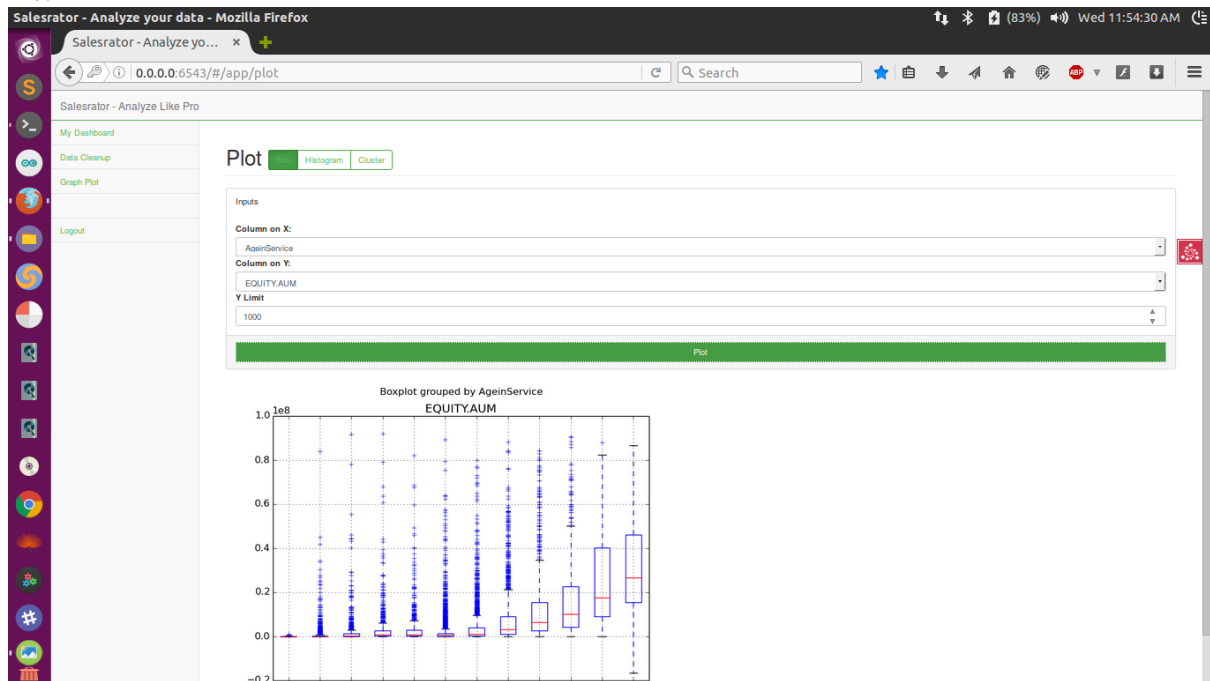 Salesrator - Analyze your data - Mozilla Firefox
(83%) Wed 11:54:30 AM
Salesrator - Analyze yo...
0.0.0.0:6543/#/app/plot
Search
ABP
Salesrator - Analyze Like Pro
My Dashboard
Data Cleanup
Graph Plot
Logout
Plot
Box Histogram Cluster
Inputs
Column on X:
AgeinService
Column on Y:
EQUITY.AUM
Y Limit
1000
Plot
Boxplot grouped by AgeinService
EQUITY.AUM
1e8
1.0
0.8
0.6
0.4
0.2
0.0
−0.2